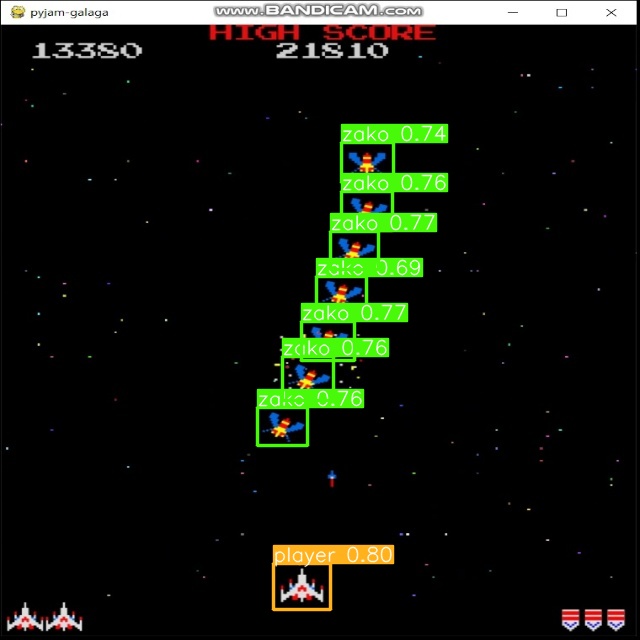 pyjam-galaga
www.BANDICAM.com
HIGH SCORE
13380 21810
zako 0.74
zako 0.76
zako 0.77
zako 0.69
zako 0.77
zako 0.76
zako 0.76
player 0.80